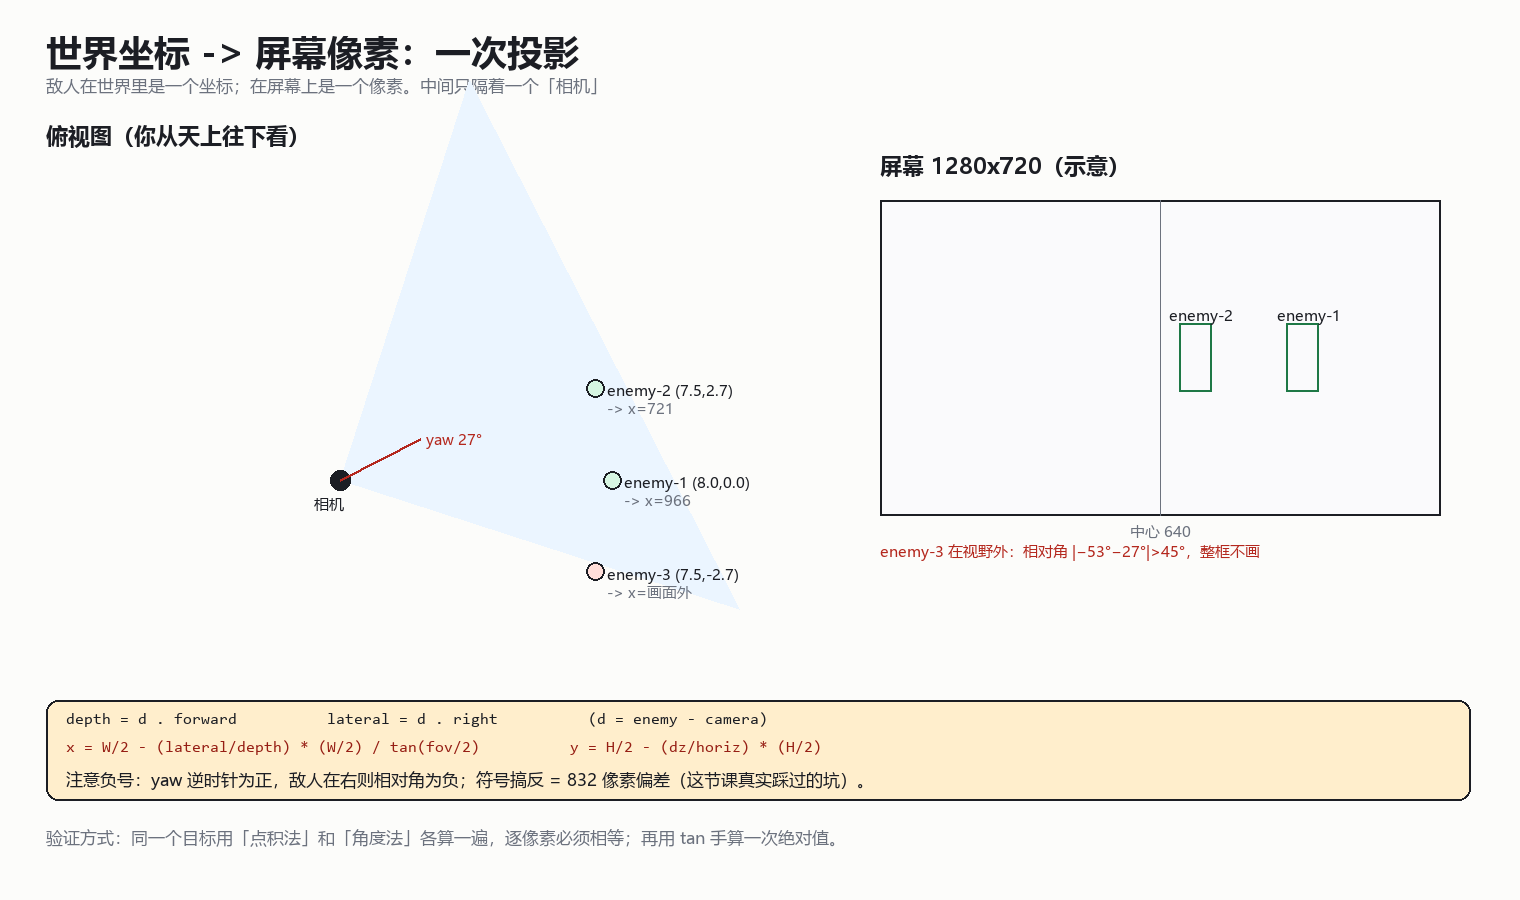 世界坐标 -> 屏幕像素：一次投影
敌人在世界里是一个坐标；在屏幕上是一个像素。中间只隔着一个「相机」
俯视图（你从天上往下看）
屏幕 1280x720（示意）
enemy-2
enemy-1
enemy-2 (7.5,2.7)
-> x=721
yaw 27°
enemy-1 (8.0,0.0)
-> x=966
相机
中心 640
enemy-3 在视野外：相对角 |−53°−27°|>45°，整框不画
enemy-3 (7.5,-2.7)
-> x=画面外
depth = d . forward lateral = d . right (d = enemy - camera)
x = W/2 - (lateral/depth) * (W/2) / tan(fov/2) y = H/2 - (dz/horiz) * (H/2)
注意负号：yaw 逆时针为正，敌人在右则相对角为负；符号搞反 = 832 像素偏差（这节课真实踩过的坑）。
验证方式：同一个目标用「点积法」和「角度法」各算一遍，逐像素必须相等；再用 tan 手算一次绝对值。